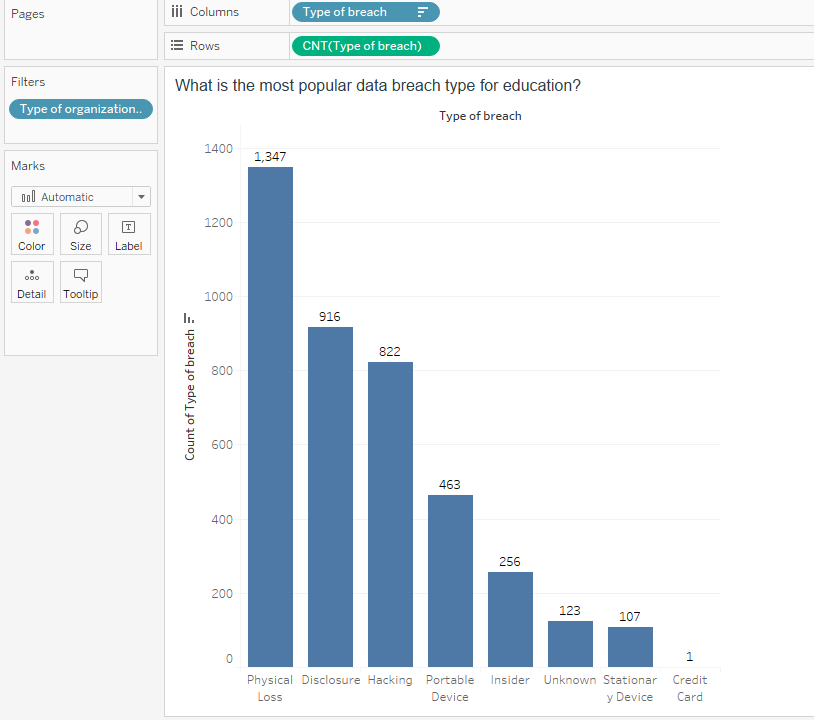 Pages
Columns
Type of breach
Rows
CNT(Type of breach)
Filters
Type of organization..
Marks
Automatic
Color
Size
T
Label
Detail
Tooltip
What is the most popular data breach type for education?
Type of breach
Count of Type of breach
1400
1200
1000
800
600
400
200
0
1,347
916
822
463
256
123
107
1
Physical
Loss
Disclosure
Hacking
Portable
Device
Insider
Unknown
Stationar
y Device
Credit
Card